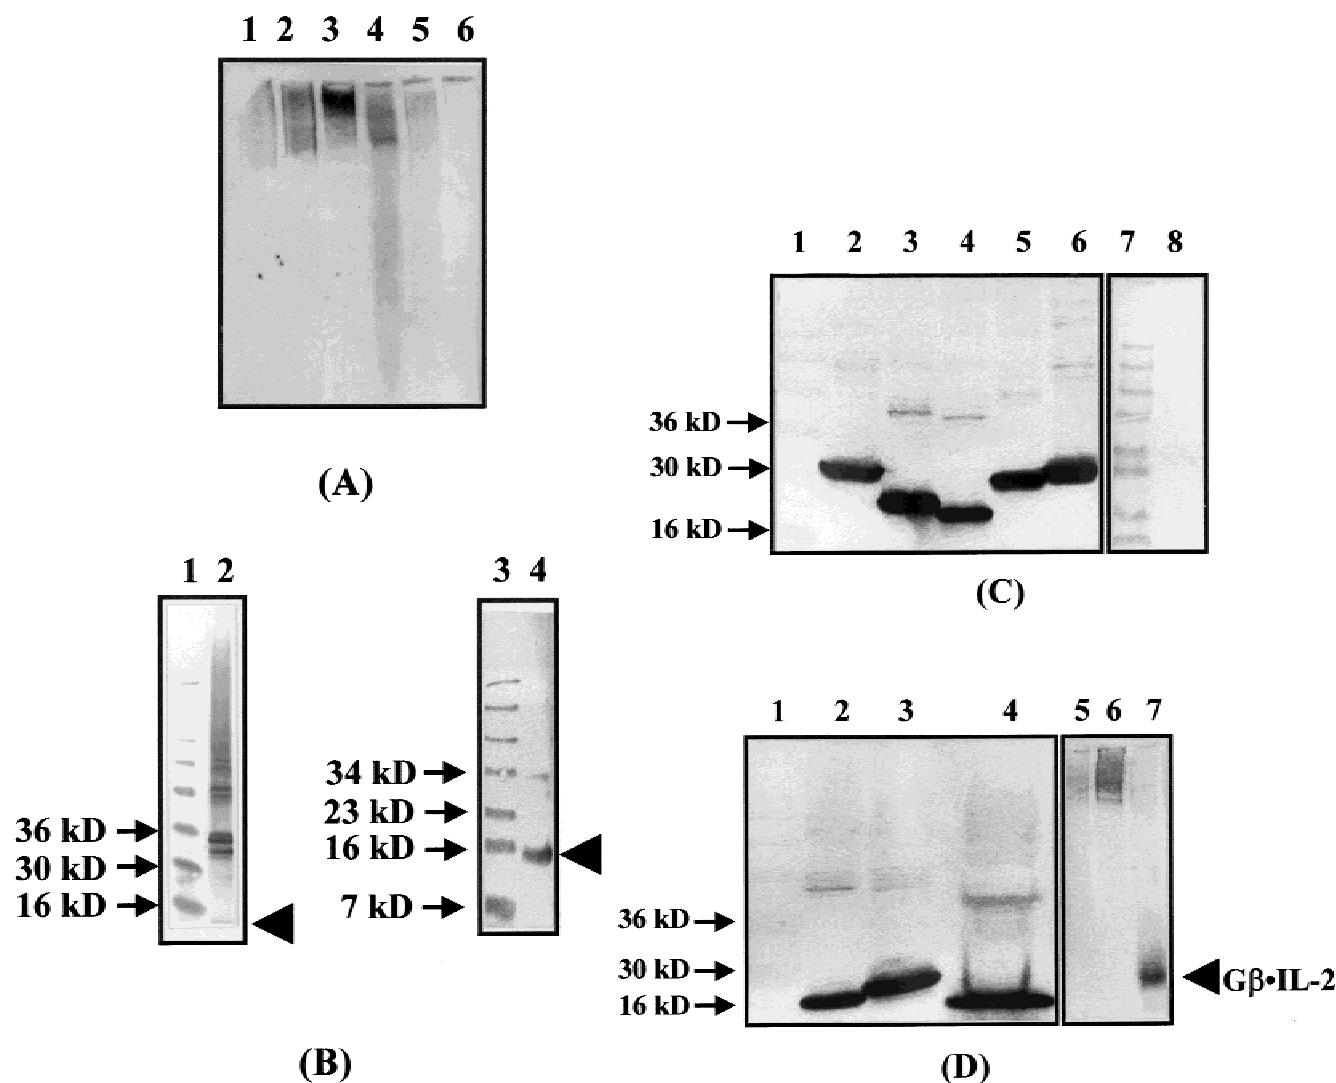 1 2 3 4 5 6
(A)
1 2 3 4 5 6 7 8
36 kD
30 kD
16 kD
(C)
1 2
36 kD
30 kD
16 kD
3 4
34 kD
23 kD
16 kD
7 kD
(B)
1 2 3 4 5 6 7
36 kD
30 kD
16 kD
Gβ•IL-2
(D)